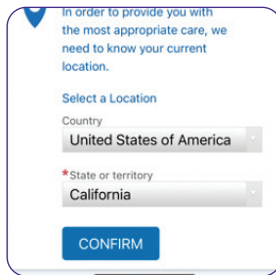 In order to provide you with
the most appropriate care, we
need to know your current
location.
Select a Location
Country
United States of America
*State or territory
California
CONFIRM